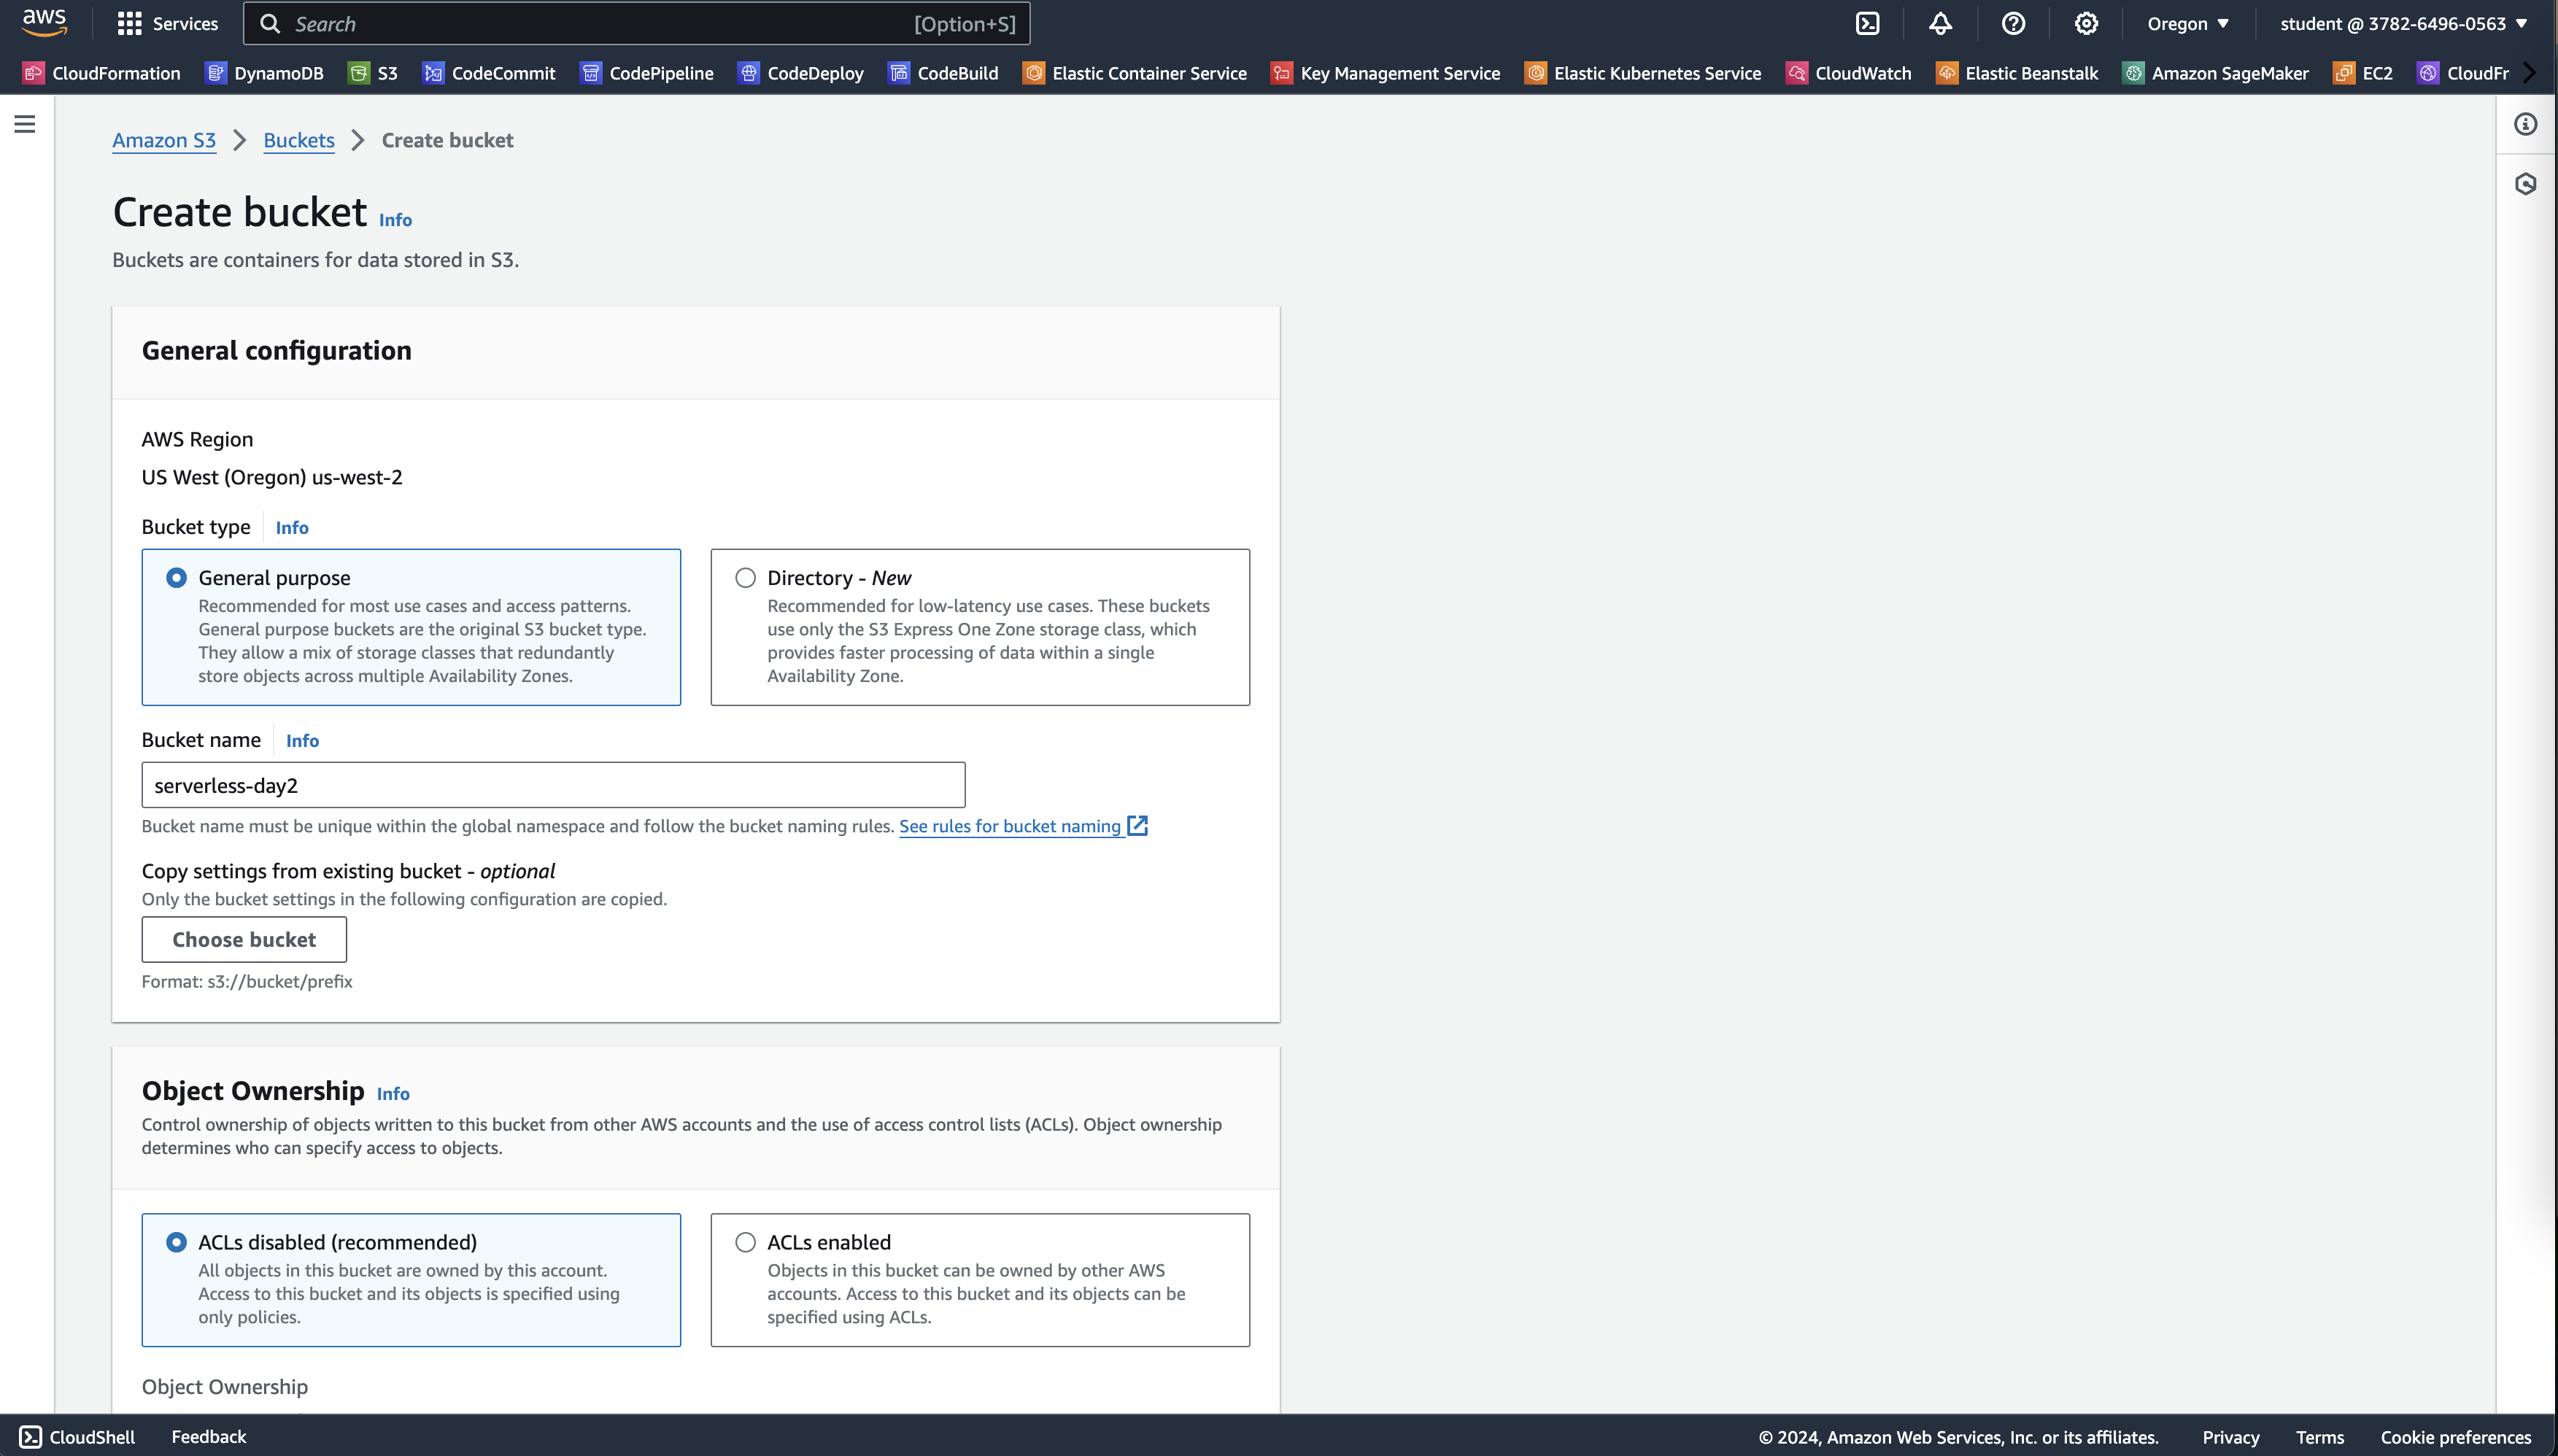 aws Services Search [Option+S] Oregon student @ 3782-6496-0563
CloudFormation DynamoDB S3 CodeCommit CodePipeline CodeDeploy CodeBuild Elastic Container Service Key Management Service Elastic Kubernetes Service CloudWatch Elastic Beanstalk Amazon SageMaker EC2 CloudFr
Amazon S3 > Buckets > Create bucket
Create bucket Info
Buckets are containers for data stored in S3.
General configuration
AWS Region
US West (Oregon) us-west-2
Bucket type Info
General purpose
Recommended for most use cases and access patterns.
General purpose buckets are the original S3 bucket type.
They allow a mix of storage classes that redundantly
store objects across multiple Availability Zones.
Directory - New
Recommended for low-latency use cases. These buckets
use only the S3 Express One Zone storage class, which
provides faster processing of data within a single
Availability Zone.
Bucket name Info
serverless-day2
Bucket name must be unique within the global namespace and follow the bucket naming rules. See rules for bucket naming
Copy settings from existing bucket - optional
Only the bucket settings in the following configuration are copied.
Choose bucket
Format: s3://bucket/prefix
Object Ownership Info
Control ownership of objects written to this bucket from other AWS accounts and the use of access control lists (ACLs). Object ownership
determines who can specify access to objects.
ACLs disabled (recommended)
All objects in this bucket are owned by this account.
Access to this bucket and its objects is specified using
only policies.
ACLs enabled
Objects in this bucket can be owned by other AWS
accounts. Access to this bucket and its objects can be
specified using ACLs.
Object Ownership
CloudShell Feedback © 2024, Amazon Web Services, Inc. or its affiliates. Privacy Terms Cookie preferences